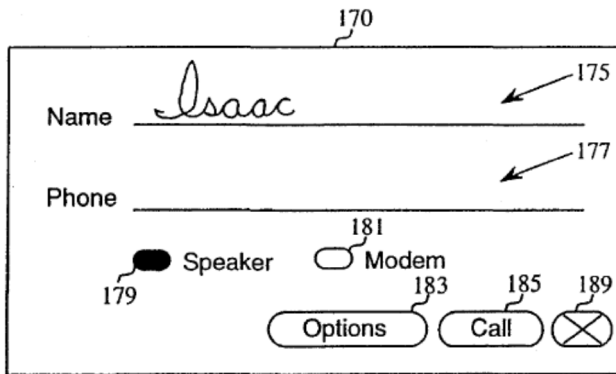 170
Name Isaac 175
177
Phone
181
Speaker Modem
179 183 185 189
Options Call